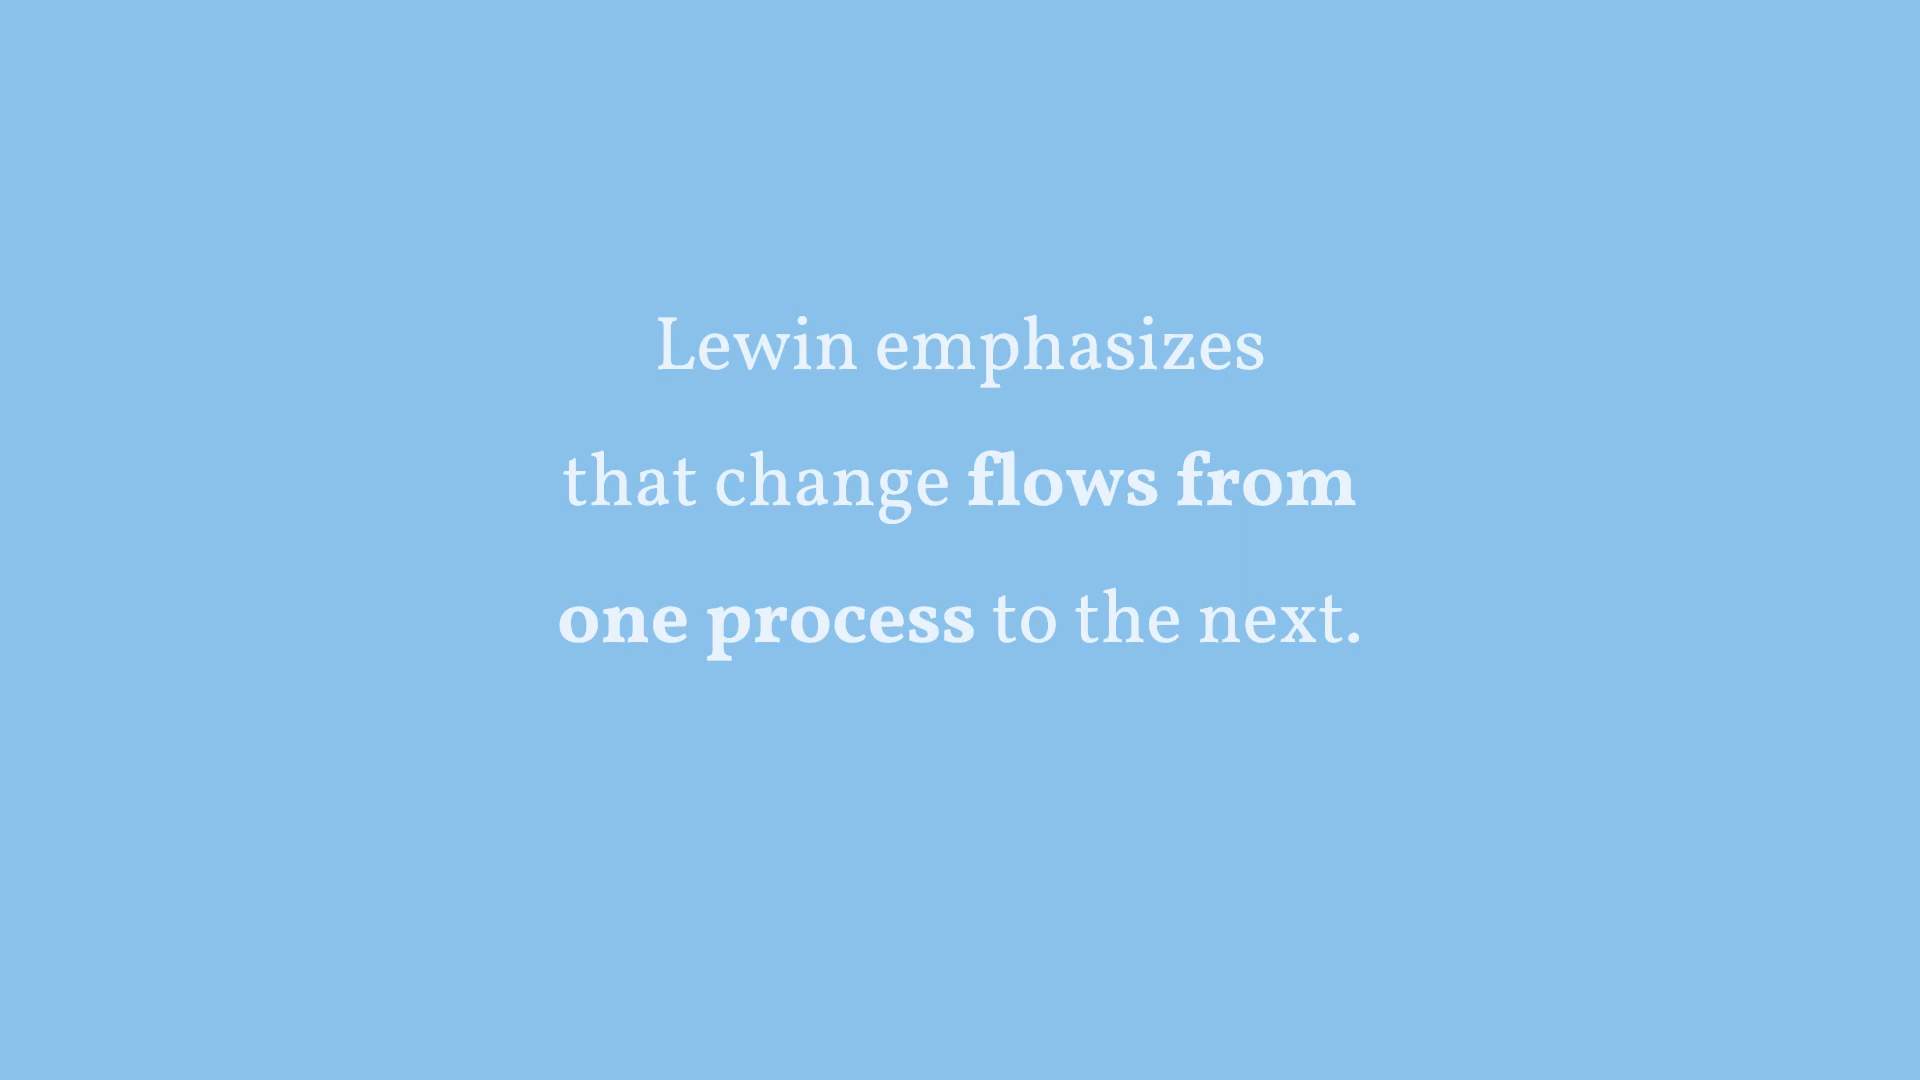 Lewin emphasizes
that change flows from
one process to the next.